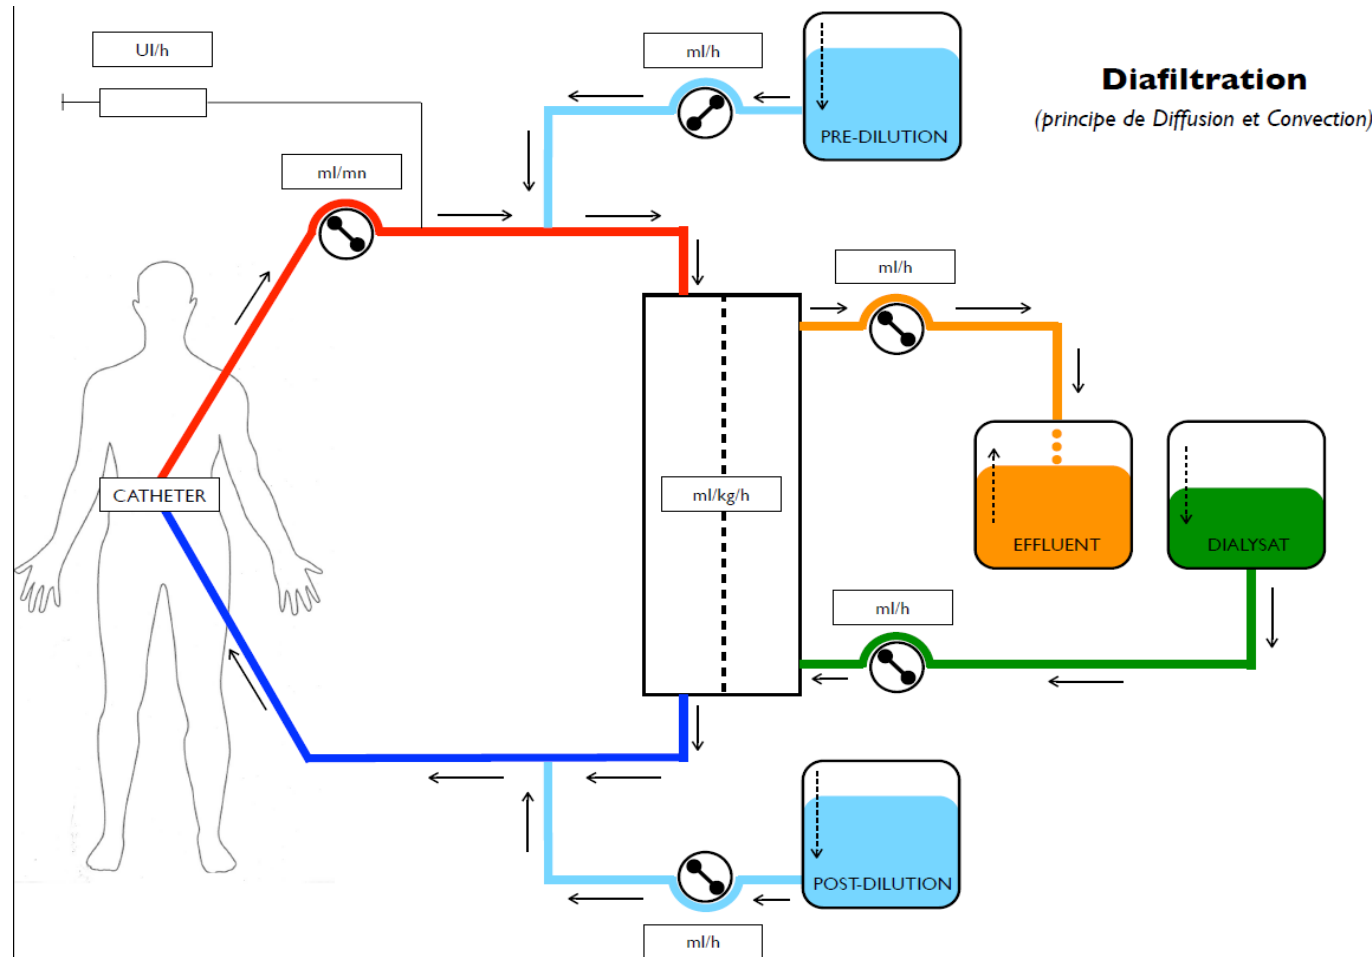 UI/h
ml/h
PRE-DILUTION
Diafiltration
(principe de Diffusion et Convection)
ml/mn
ml/h
CATHETER
ml/kg/h
EFFLUENT
DIALYSAT
ml/h
POST-DILUTION
ml/h